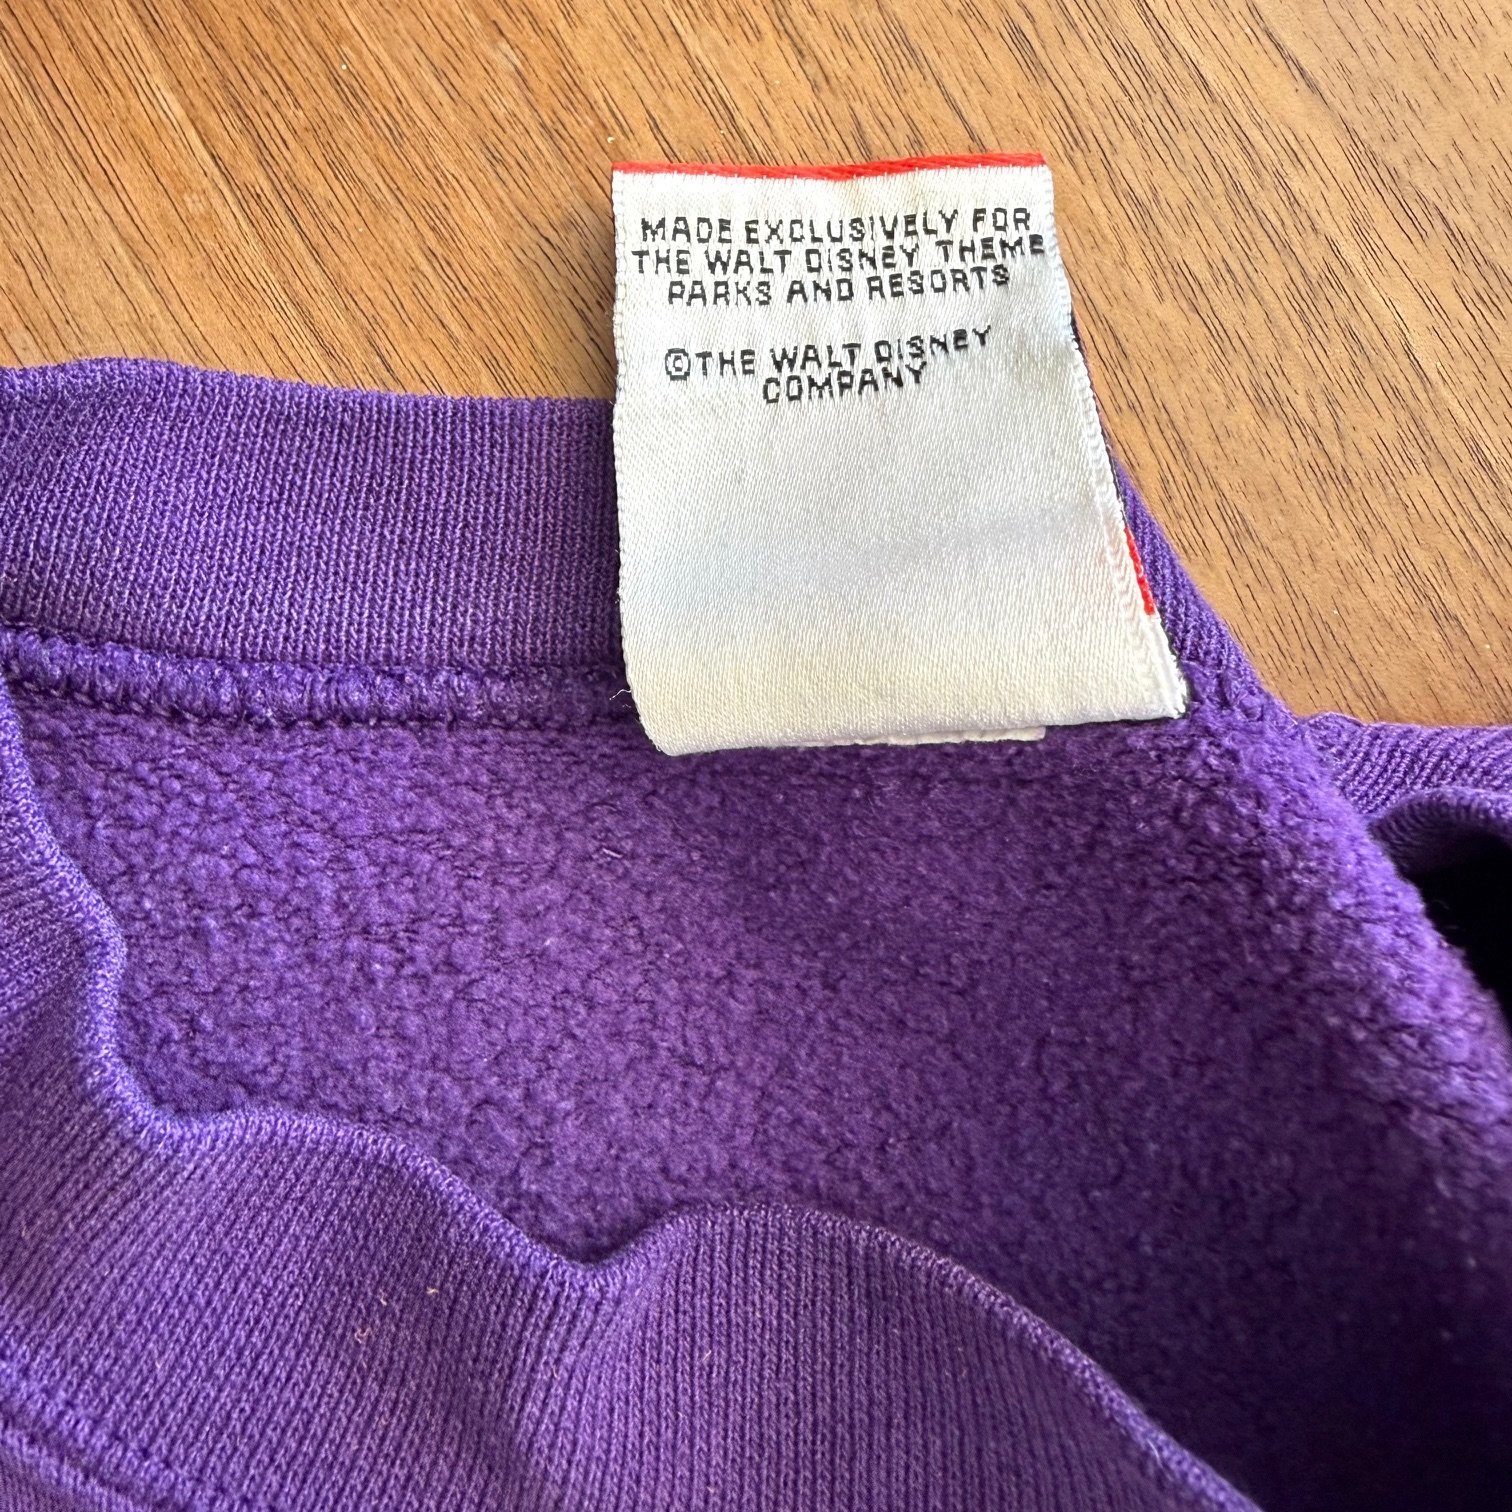 MADE EXCLUSIVELY FOR
THE WALT DISNEY THEME
PARKS AND RESORTS
©THE WALT DISNEY
COMPANY